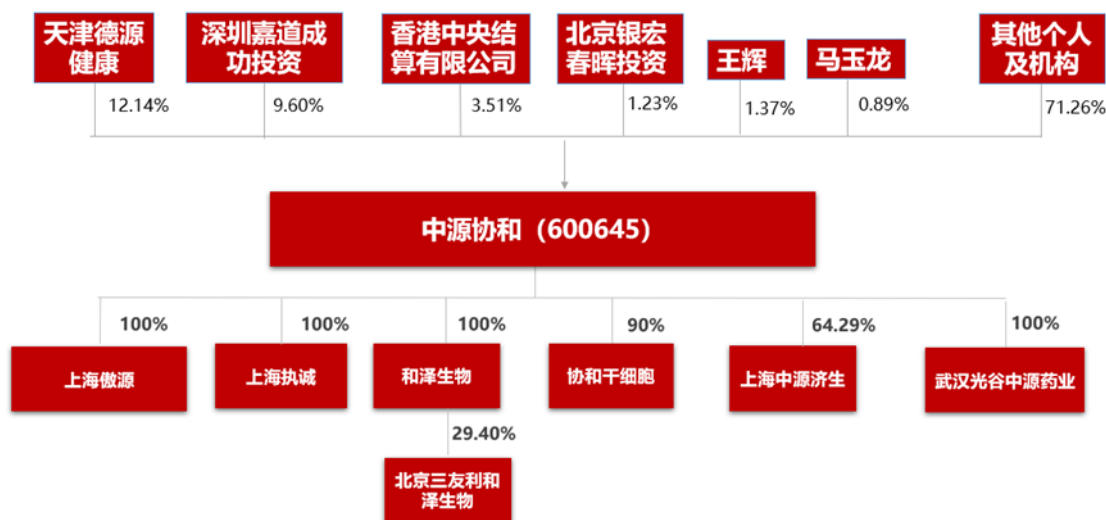 天津德源
健康
深圳嘉道成
功投资
香港中央结
算有限公司
北京银宏
春晖投资
王辉
马玉龙
其他个人
及机构
12.14%
9.60%
3.51%
1.23%
1.37%
0.89%
71.26%
中源协和（600645）
100%
100%
100%
90%
64.29%
100%
上海傲源
上海执诚
和泽生物
协和干细胞
上海中源济生
武汉光谷中源药业
29.40%
北京三友利和
泽生物